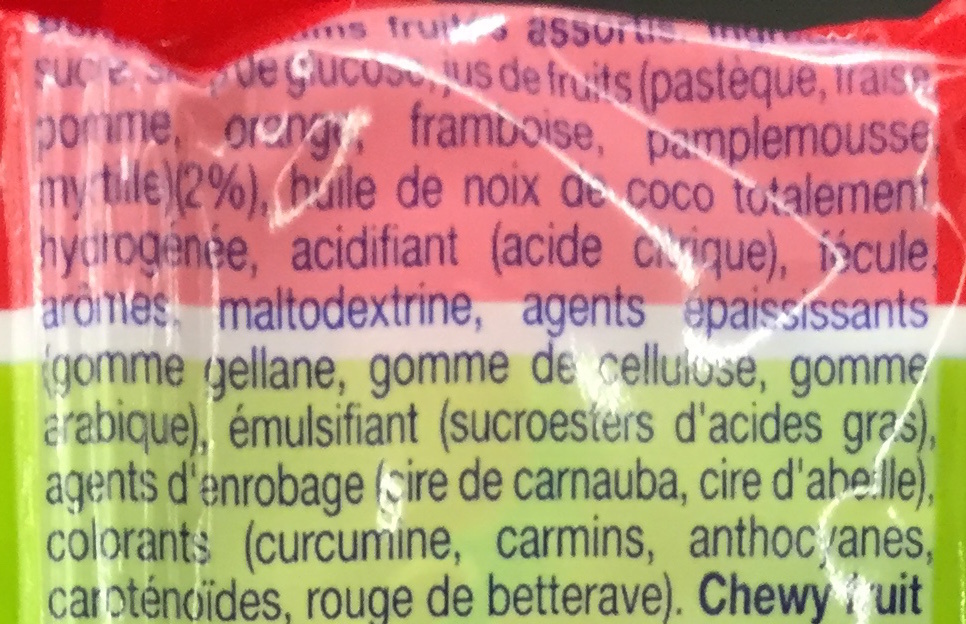 fruités assortis.
sucre, de glucose, jus de fruits (pastèque, fraise,
pomme, orange, framboise, pamplemousse,
myrtille)(2%), huile de noix de coco totalement
hydrogénée, acidifiant (acide citrique), fécule,
arômes, maltodextrine, agents épaississants
(gomme gellane, gomme de cellulose, gomme
arabique), émulsifiant (sucroesters d'acides gras),
agents d'enrobage (cire de carnauba, cire d'abeille),
colorants (curcumine, carmins, anthocyanes,
caroténoïdes, rouge de betterave). Chewy fruit